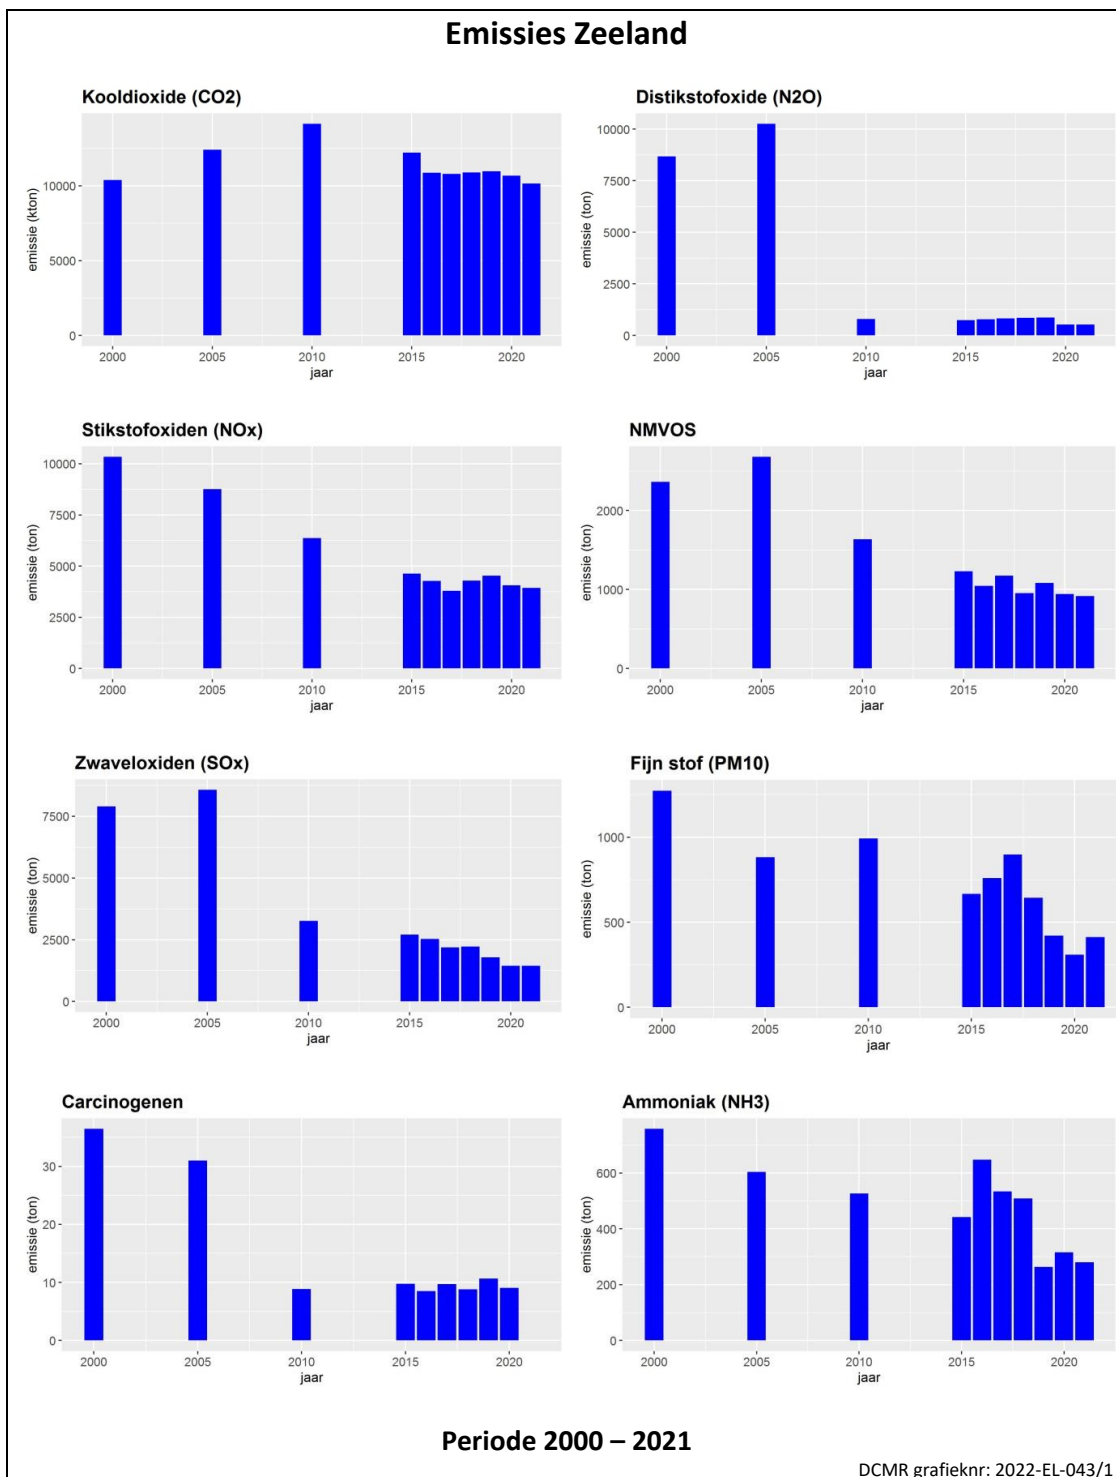 Emissies Zeeland
Kooldioxide (CO2)
emissie (kton)
10000
5000
0
2000
2005
2010
2015
2020
jaar
Distikstofoxide (N2O)
emissie (ton)
10000
7500
5000
2500
0
2000
2005
2010
2015
2020
jaar
Stikstofoxiden (NOx)
emissie (ton)
10000
7500
5000
2500
0
2000
2005
2010
2015
2020
jaar
NMVOS
emissie (ton)
2000
1000
0
2000
2005
2010
2015
2020
jaar
Zwaveloxiden (SOx)
emissie (ton)
7500
5000
2500
0
2000
2005
2010
2015
2020
jaar
Fijn stof (PM10)
emissie (ton)
1000
500
0
2000
2005
2010
2015
2020
jaar
Carcinogenen
emissie (ton)
30
20
10
0
2000
2005
2010
2015
2020
jaar
Ammoniak (NH3)
emissie (ton)
600
400
200
0
2000
2005
2010
2015
2020
jaar
Periode 2000 – 2021
DCMR grafieknr: 2022-EL-043/1